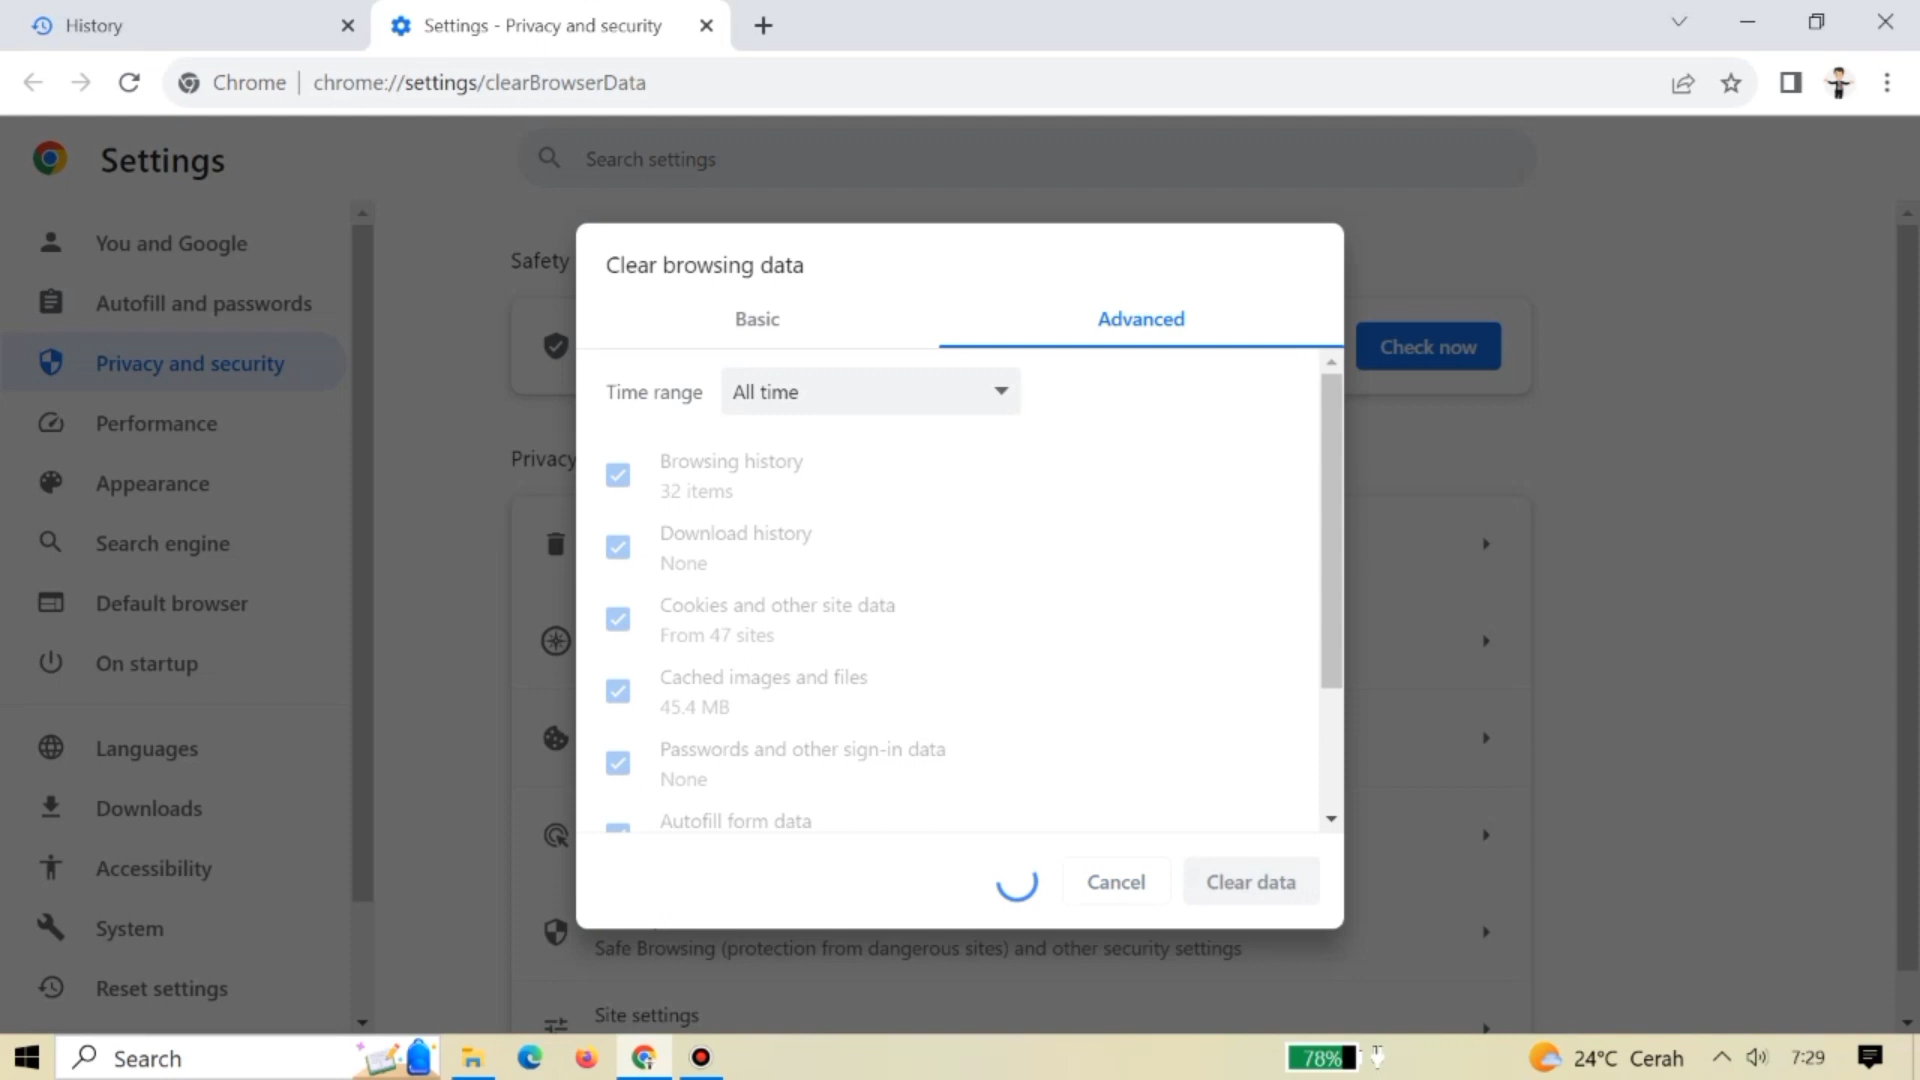 History
Settings - Privacy and security
Chrome
chrome://settings/clearBrowserData
Settings
Search settings
You and Google
Autofill and passwords
Privacy and security
Performance
Appearance
Search engine
Default browser
On startup
Languages
Downloads
Accessibility
System
Reset settings
Safety
Check now
Privacy
Clear browsing data
Basic
Advanced
Time range
All time
Browsing history
32 items
Download history
None
Cookies and other site data
From 47 sites
Cached images and files
45.4 MB
Passwords and other sign-in data
None
Autofill form data
Cancel
Clear data
Safe Browsing (protection from dangerous sites) and other security settings
Site settings
Search
78%
24°C Cerah
7:29